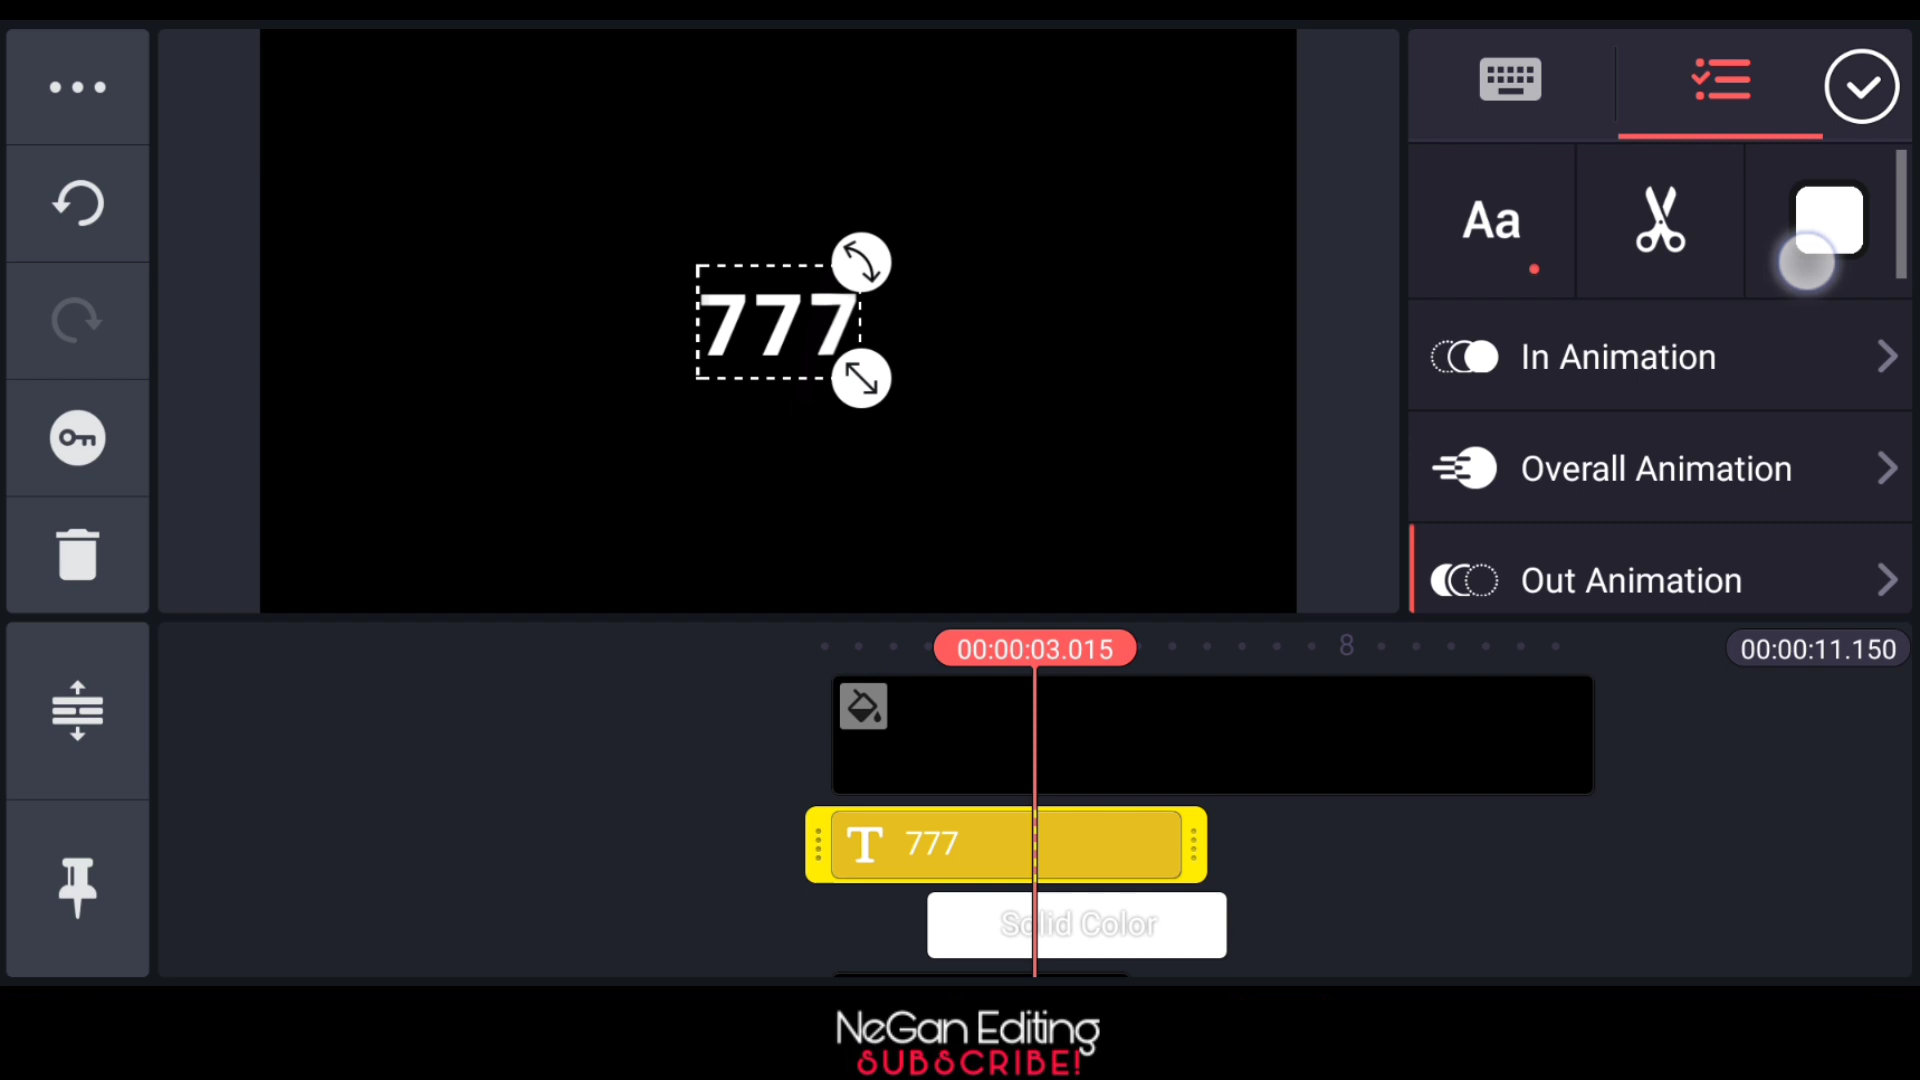 Aa
777
In Animation
Overall Animation
Out Animation
00:00:03.015
8
00:00:11.150
T 777
Solid Color
NeGan Editing
SUBSCRIBE!